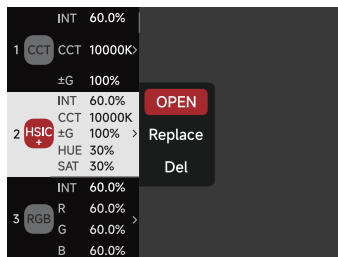 INT 60.0%
1 CCT CCT 10000K>
±G 100%
INT 60.0%
CCT 10000K
2 HSIC+ ±G 100% >
HUE 30%
SAT 30%
INT 60.0%
R 60.0%
3 RGB >
G 60.0%
B 60.0%
OPEN
Replace
Del